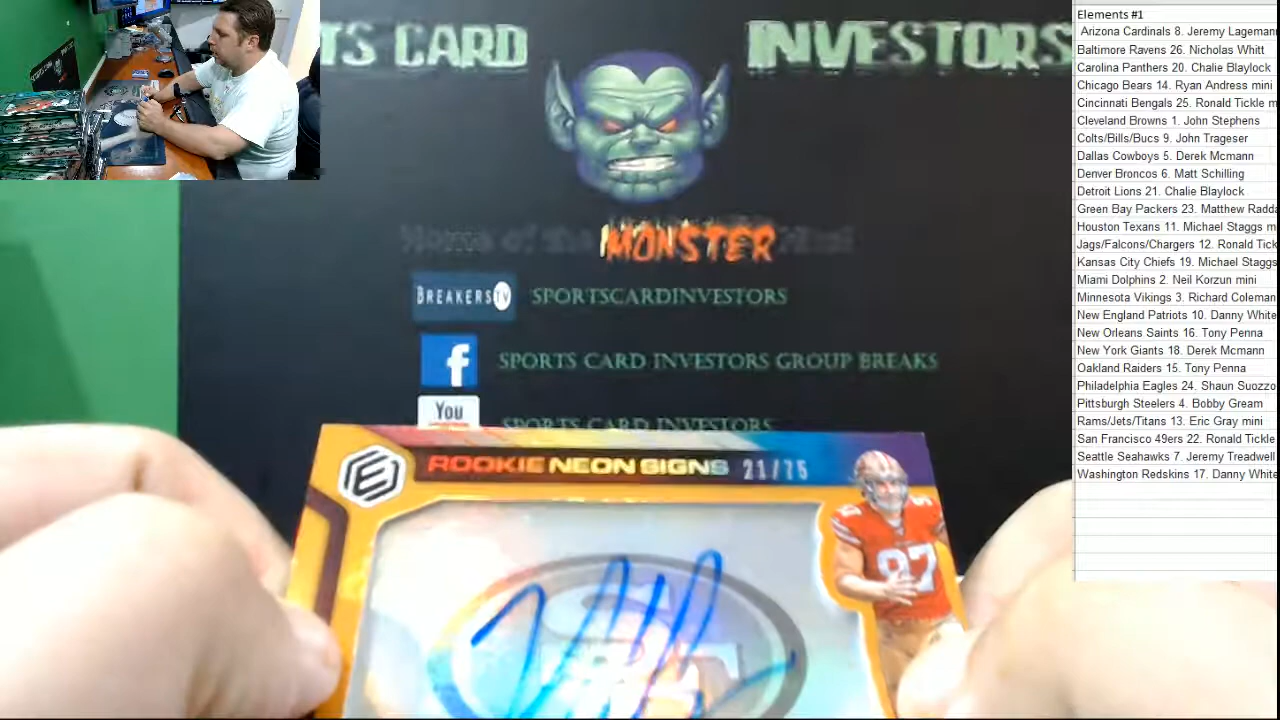 TS CARD INVESTORS
Home of the MONSTER
BREAKERS TV SPORTSCARDINVESTORS
f SPORTS CARD INVESTORS GROUP BREAKS
You SPORTS CARD INVESTORS
ROOKIE NEON SIGNS 21/75
97
Elements #1
Arizona Cardinals 8. Jeremy Lageman
Baltimore Ravens 26. Nicholas Whitt
Carolina Panthers 20. Chalie Blaylock
Chicago Bears 14. Ryan Andress mini
Cincinnati Bengals 25. Ronald Tickle m
Cleveland Browns 1. John Stephens
Colts/Bills/Bucs 9. John Trageser
Dallas Cowboys 5. Derek Mcmann
Denver Broncos 6. Matt Schilling
Detroit Lions 21. Chalie Blaylock
Green Bay Packers 23. Matthew Radda
Houston Texans 11. Michael Staggs m
Jags/Falcons/Chargers 12. Ronald Tick
Kansas City Chiefs 19. Michael Staggs
Miami Dolphins 2. Neil Korzun mini
Minnesota Vikings 3. Richard Coleman
New England Patriots 10. Danny White
New Orleans Saints 16. Tony Penna
New York Giants 18. Derek Mcmann
Oakland Raiders 15. Tony Penna
Philadelphia Eagles 24. Shaun Suozzo
Pittsburgh Steelers 4. Bobby Gream
Rams/Jets/Titans 13. Eric Gray mini
San Francisco 49ers 22. Ronald Tickle
Seattle Seahawks 7. Jeremy Treadwell
Washington Redskins 17. Danny White